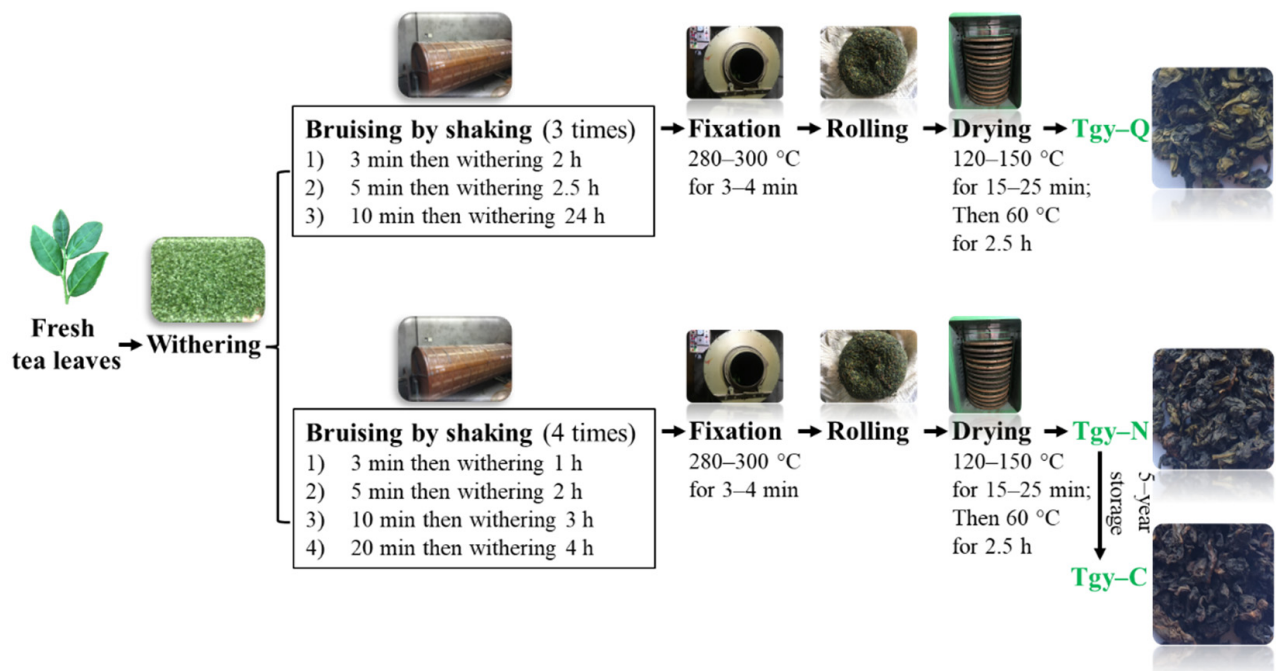 Fresh
tea leaves
Withering
Bruising by shaking (3 times)
1) 3 min then withering 2 h
2) 5 min then withering 2.5 h
3) 10 min then withering 24 h
Fixation
280–300 °C
for 3–4 min
Rolling
Drying
120–150 °C
for 15–25 min;
Then 60 °C
for 2.5 h
Tgy–Q
Bruising by shaking (4 times)
1) 3 min then withering 1 h
2) 5 min then withering 2 h
3) 10 min then withering 3 h
4) 20 min then withering 4 h
Fixation
280–300 °C
for 3–4 min
Rolling
Drying
120–150 °C
for 15–25 min;
Then 60 °C
for 2.5 h
Tgy–N
5–year
storage
Tgy–C